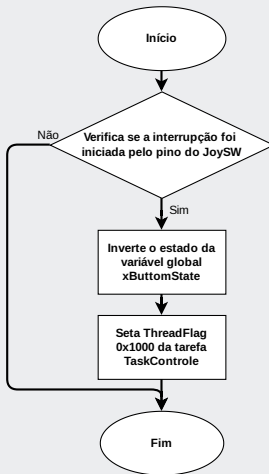 Início
Não
Verifica se a interrupção foi
iniciada pelo pino do JoySW
Sim
Inverte o estado da
variável global
xButtomState
Seta ThreadFlag
0x1000 da tarefa
TaskControle
Fim